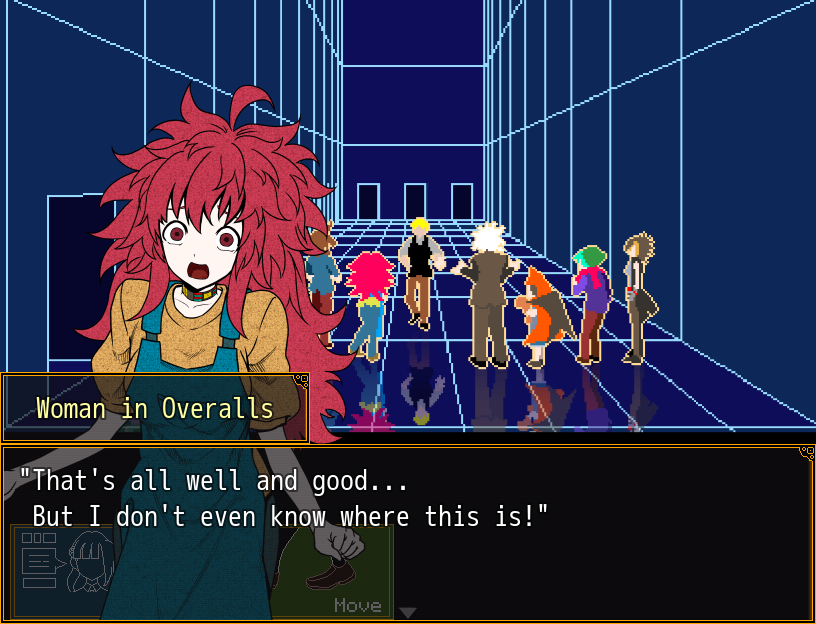 Woman in Overalls
"That's all well and good...
But I don't even know where this is!"
Move